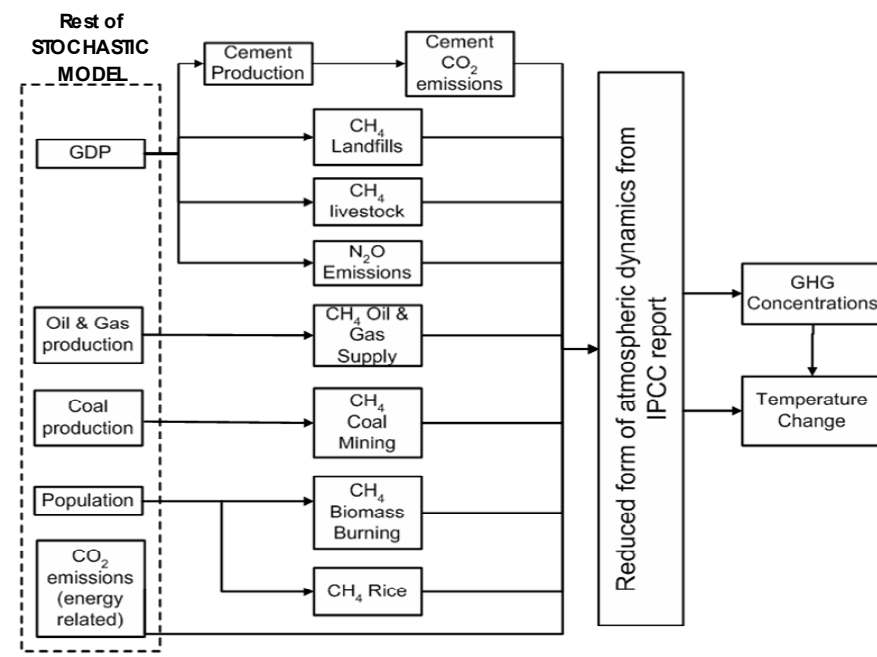 Rest of
STOCHASTIC
MODEL
GDP
Oil & Gas
production
Coal
production
Population
CO₂
emissions
(energy
related)
Cement
Production
Cement
CO₂
emissions
CH₄
Landfills
CH₄
livestock
N₂O
Emissions
CH₄ Oil &
Gas
Supply
CH₄
Coal
Mining
CH₄
Biomass
Burning
CH₄ Rice
Reduced form of atmospheric dynamics from
IPCC report
GHG
Concentrations
Temperature
Change